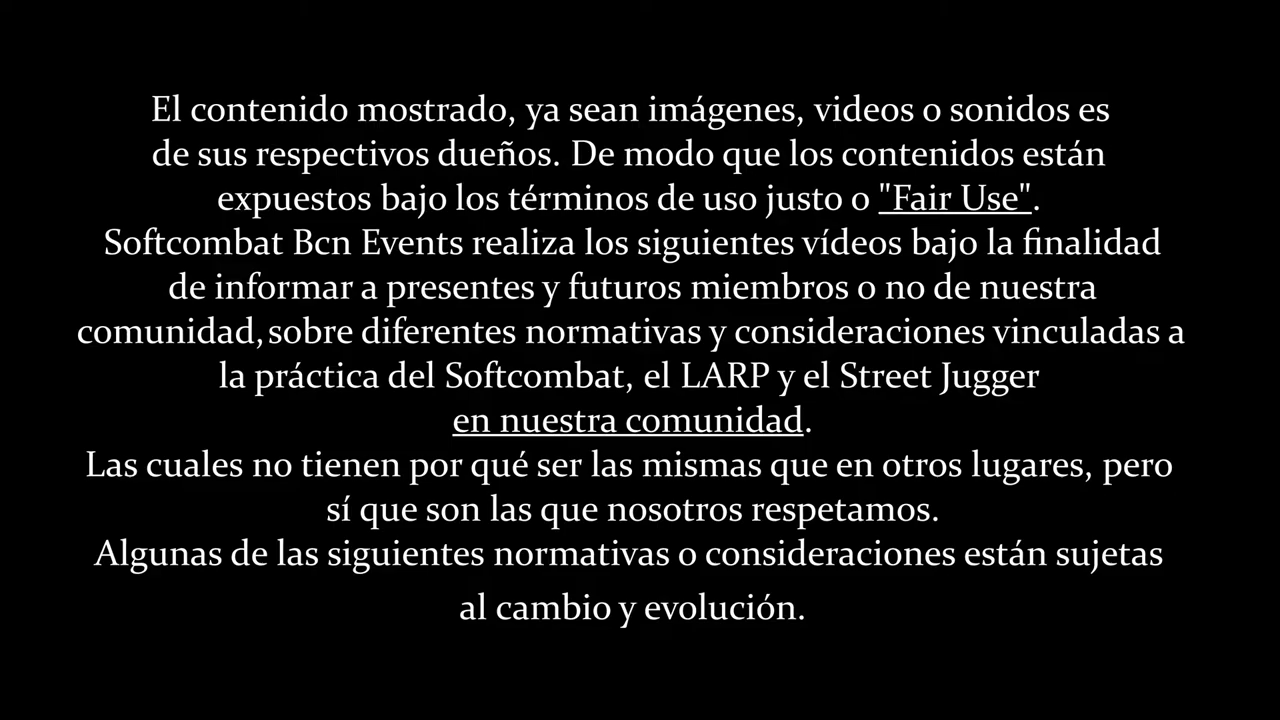 El contenido mostrado, ya sean imágenes, videos o sonidos es
de sus respectivos dueños. De modo que los contenidos están
expuestos bajo los términos de uso justo o "Fair Use".
Softcombat Bcn Events realiza los siguientes vídeos bajo la finalidad
de informar a presentes y futuros miembros o no de nuestra
comunidad, sobre diferentes normativas y consideraciones vinculadas a
la práctica del Softcombat, el LARP y el Street Jugger
en nuestra comunidad.
Las cuales no tienen por qué ser las mismas que en otros lugares, pero
sí que son las que nosotros respetamos.
Algunas de las siguientes normativas o consideraciones están sujetas
al cambio y evolución.